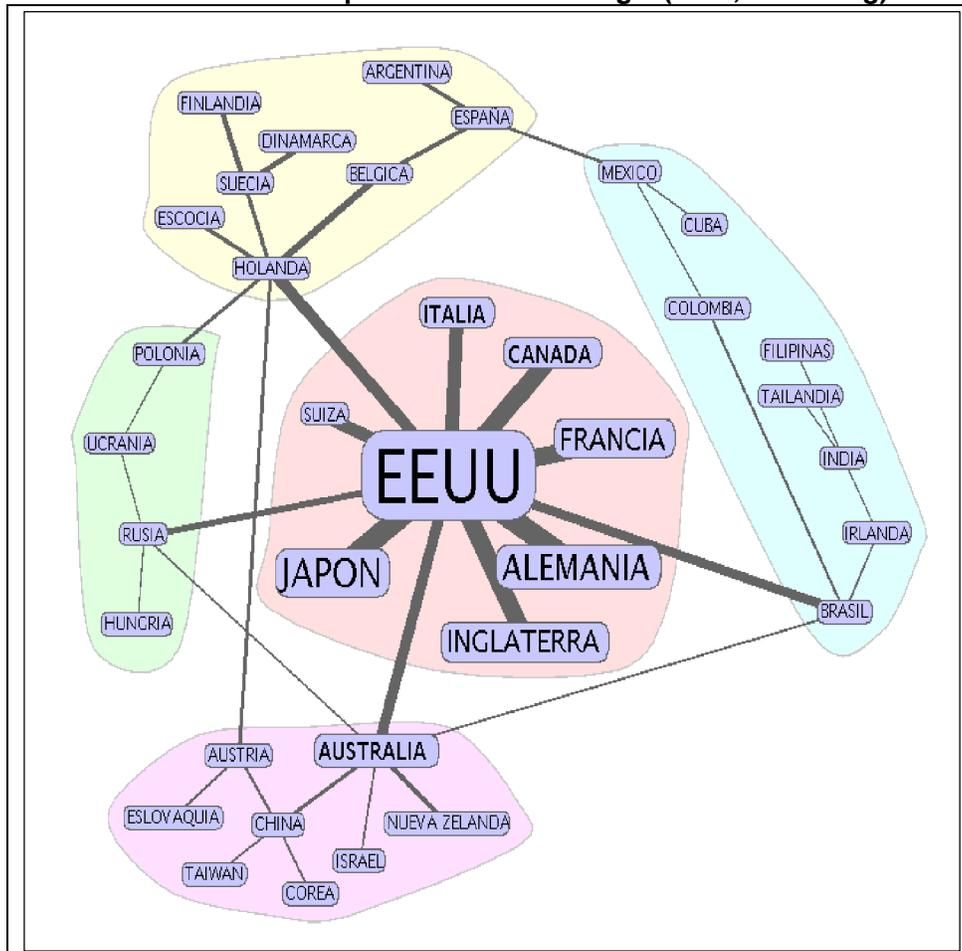 ARGENTINA
FINLANDIA
ESPAÑA
DINAMARCA
BELGICA
SUECIA
ESCOCIA
HOLANDA
MEXICO
CUBA
COLOMBIA
FILIPINAS
TAILANDIA
INDIA
IRLANDA
BRASIL
ITALIA
CANADA
SUIZA
FRANCIA
EEUU
JAPON
ALEMANIA
INGLATERRA
POLONIA
UCRANIA
RUSIA
HUNGRIA
AUSTRIA
AUSTRALIA
ESLOVAQUIA
CHINA
NUEVA ZELANDA
TAIWAN
ISRAEL
COREA